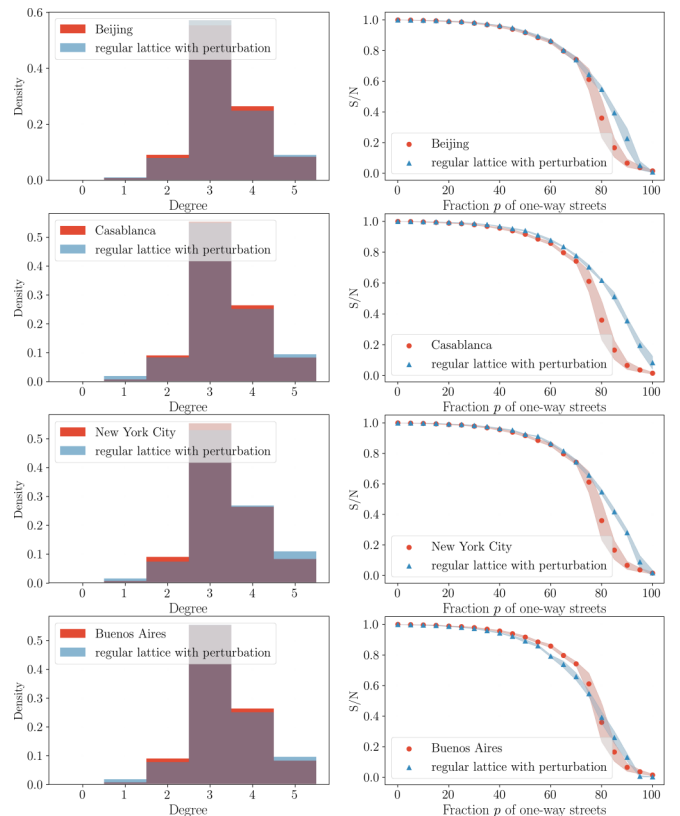 0.6
0.4
0.2
0.0
Density
Beijing
regular lattice with perturbation
0 1 2 3 4 5
Degree
1.0
0.8
0.6
0.4
0.2
0.0
S/N
Beijing
regular lattice with perturbation
0 20 40 60 80 100
Fraction p of one-way streets
0.5
0.4
0.3
0.2
0.1
0.0
Density
Casablanca
regular lattice with perturbation
0 1 2 3 4 5
Degree
1.0
0.8
0.6
0.4
0.2
0.0
S/N
Casablanca
regular lattice with perturbation
0 20 40 60 80 100
Fraction p of one-way streets
0.5
0.4
0.3
0.2
0.1
0.0
Density
New York City
regular lattice with perturbation
0 1 2 3 4 5
Degree
1.0
0.8
0.6
0.4
0.2
0.0
S/N
New York City
regular lattice with perturbation
0 20 40 60 80 100
Fraction p of one-way streets
0.5
0.4
0.3
0.2
0.1
0.0
Density
Buenos Aires
regular lattice with perturbation
0 1 2 3 4 5
Degree
1.0
0.8
0.6
0.4
0.2
0.0
S/N
Buenos Aires
regular lattice with perturbation
0 20 40 60 80 100
Fraction p of one-way streets